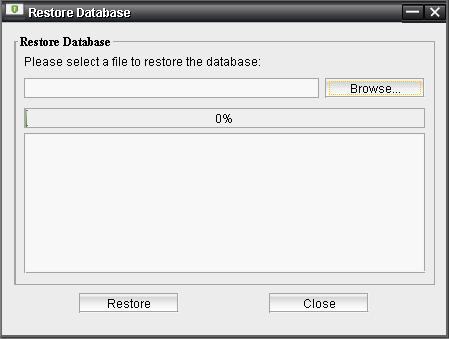 Restore Database
Restore Database
Please select a file to restore the database:
Browse...
0%
Restore
Close